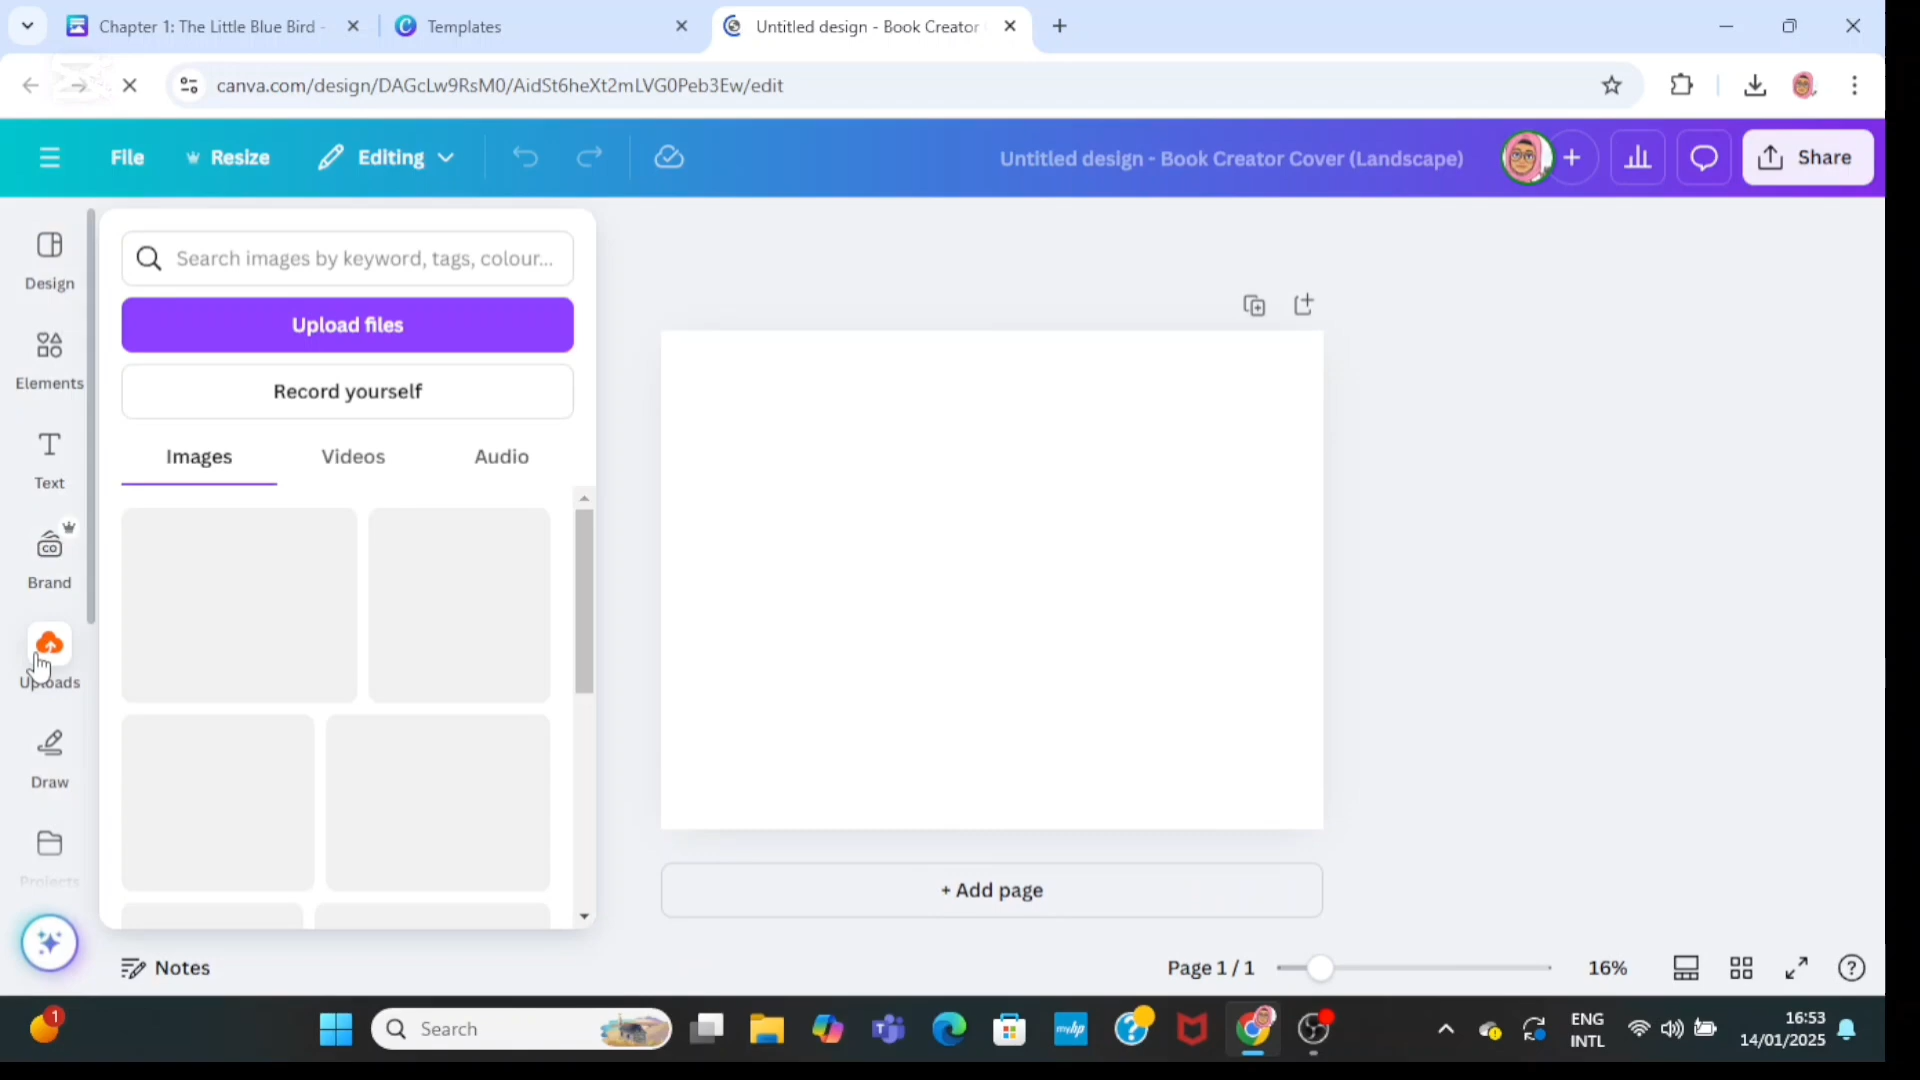 Chapter 1: The Little Blue Bird -
Templates
Untitled design - Book Creator
canva.com/design/DAGcLw9RsM0/AidSt6heXt2mLVG0Peb3Ew/edit
File
Resize
Editing
Untitled design - Book Creator Cover (Landscape)
Share
Design
Elements
Text
Brand
Uploads
Draw
Projects
Search images by keyword, tags, colour...
Upload files
Record yourself
Images
Videos
Audio
+ Add page
Notes
Page 1 / 1
16%
1
Search
myhp
ENG
INTL
16:53
14/01/2025